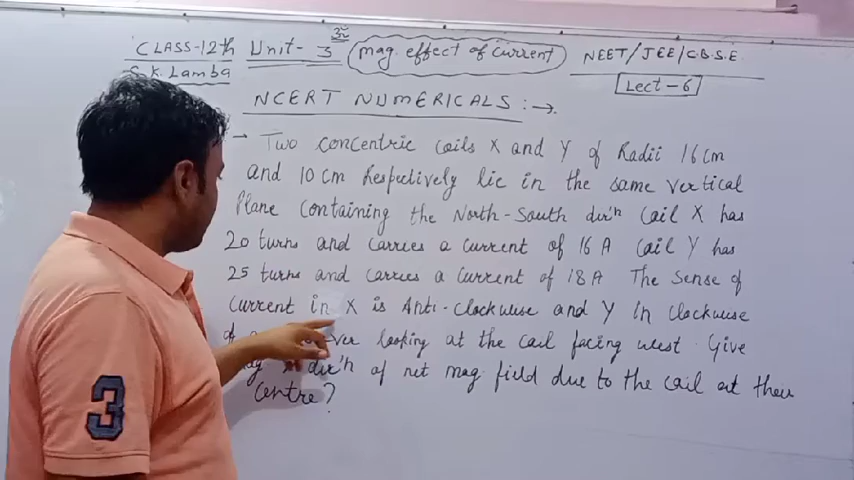 CLASS-12th Unit-3 mag. effect of current NEET/JEE/C.B.S.E
S.K. Lamba Lect-6
NCERT NUMERICALS :→
→ Two concentric coils X and Y of Radii 16 cm
and 10 cm Respectively lie in the same vertical
Plane containing the North-South dirn coil X has
20 turns and carries a current of 16 A coil Y has
25 turns and carries a current of 18 A The Sense of
current in X is Anti-clockwise and Y in clockwise
looking at the coil facing west. Give
dirn of net mag. field due to the coil at their
Centre?
3